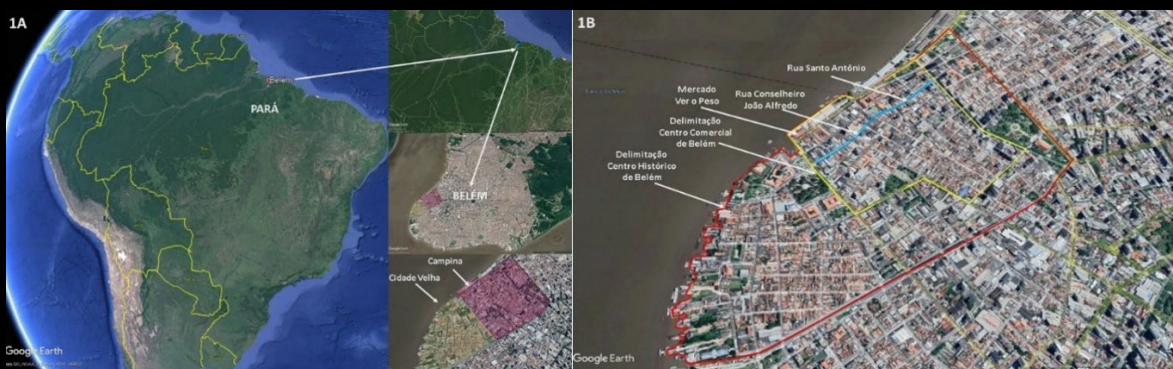 1A
Belém
PARÁ
Google Earth
BELÉM
Campina
Cidade Velha
1B
Rua Santo Antônio
Mercado
Ver o Peso
Rua Conselheiro
João Alfredo
Delimitação
Centro Comercial
de Belém
Delimitação
Centro Histórico
de Belém
Google Earth